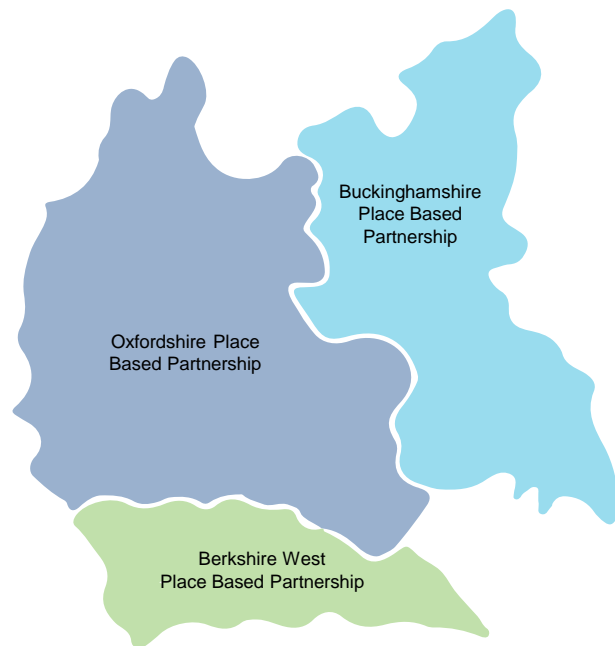 Buckinghamshire
Place Based
Partnership
Oxfordshire Place
Based Partnership
Berkshire West
Place Based Partnership